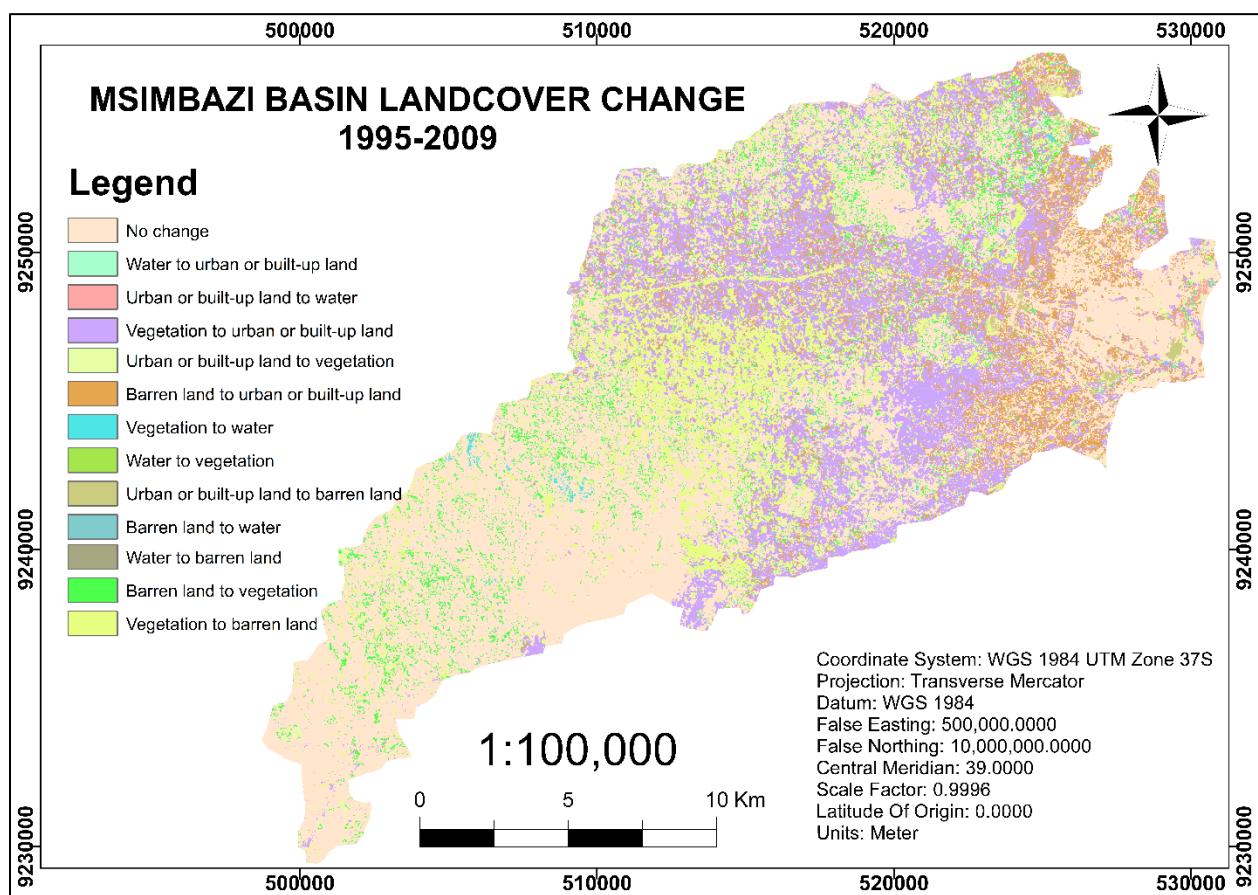 500000 510000 520000 530000
MSIMBAZI BASIN LANDCOVER CHANGE
1995-2009
Legend
No change
Water to urban or built-up land
Urban or built-up land to water
Vegetation to urban or built-up land
Urban or built-up land to vegetation
Barren land to urban or built-up land
Vegetation to water
Water to vegetation
Urban or built-up land to barren land
Barren land to water
Water to barren land
Barren land to vegetation
Vegetation to barren land
9250000
9240000
9230000
9250000
9240000
9230000
1:100,000
0 5 10 Km
Coordinate System: WGS 1984 UTM Zone 37S
Projection: Transverse Mercator
Datum: WGS 1984
False Easting: 500,000.0000
False Northing: 10,000,000.0000
Central Meridian: 39.0000
Scale Factor: 0.9996
Latitude Of Origin: 0.0000
Units: Meter
500000 510000 520000 530000